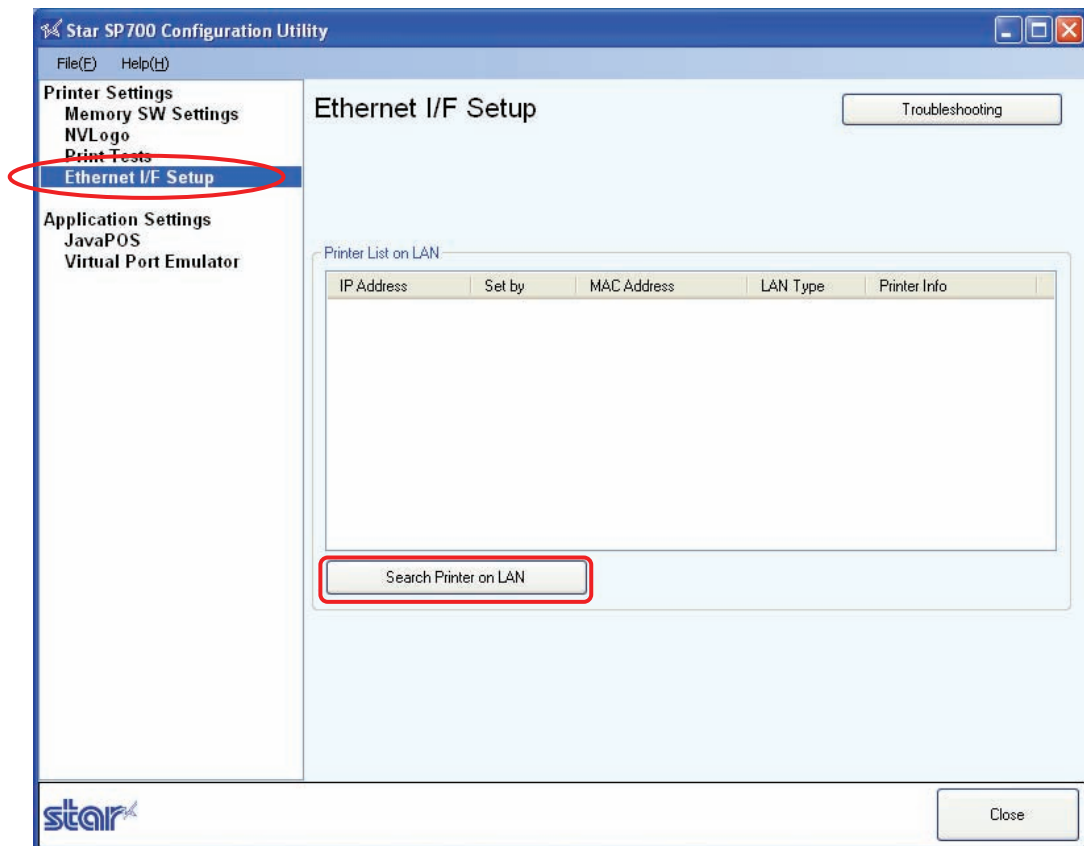 Star SP700 Configuration Utility
File(F) Help(H)
Printer Settings
Memory SW Settings
NVLogo
Print Tests
Ethernet I/F Setup
Application Settings
JavaPOS
Virtual Port Emulator
Ethernet I/F Setup
Troubleshooting
Printer List on LAN
IP Address Set by MAC Address LAN Type Printer Info
Search Printer on LAN
star
Close